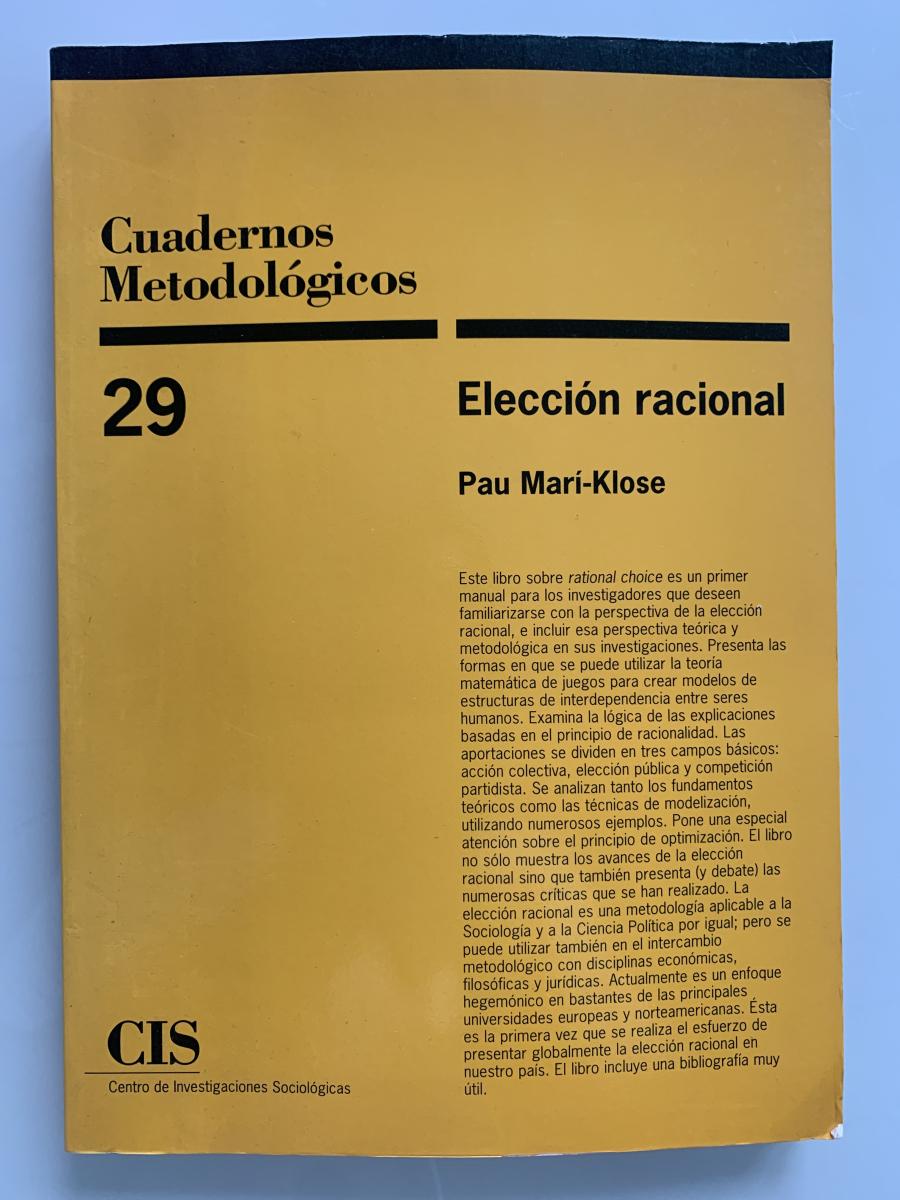 Cuadernos
Metodológicos
29
Elección racional
Pau Marí-Klose
Este libro sobre rational choice es un primer
manual para los investigadores que deseen
familiarizarse con la perspectiva de la elección
racional, e incluir esa perspectiva teórica y
metodológica en sus investigaciones. Presenta las
formas en que se puede utilizar la teoría
matemática de juegos para crear modelos de
estructuras de interdependencia entre seres
humanos. Examina la lógica de las explicaciones
basadas en el principio de racionalidad. Las
aportaciones se dividen en tres campos básicos:
acción colectiva, elección pública y competición
partidista. Se analizan tanto los fundamentos
teóricos como las técnicas de modelización,
utilizando numerosos ejemplos. Pone una especial
atención sobre el principio de optimización. El libro
no sólo muestra los avances de la elección
racional sino que también presenta (y debate) las
numerosas críticas que se han realizado. La
elección racional es una metodología aplicable a la
Sociología y a la Ciencia Política por igual; pero se
puede utilizar también en el intercambio
metodológico con disciplinas económicas,
filosóficas y jurídicas. Actualmente es un enfoque
hegemónico en bastantes de las principales
universidades europeas y norteamericanas. Ésta
es la primera vez que se realiza el esfuerzo de
presentar globalmente la elección racional en
nuestro país. El libro incluye una bibliografía muy
útil.
CIS
Centro de Investigaciones Sociológicas